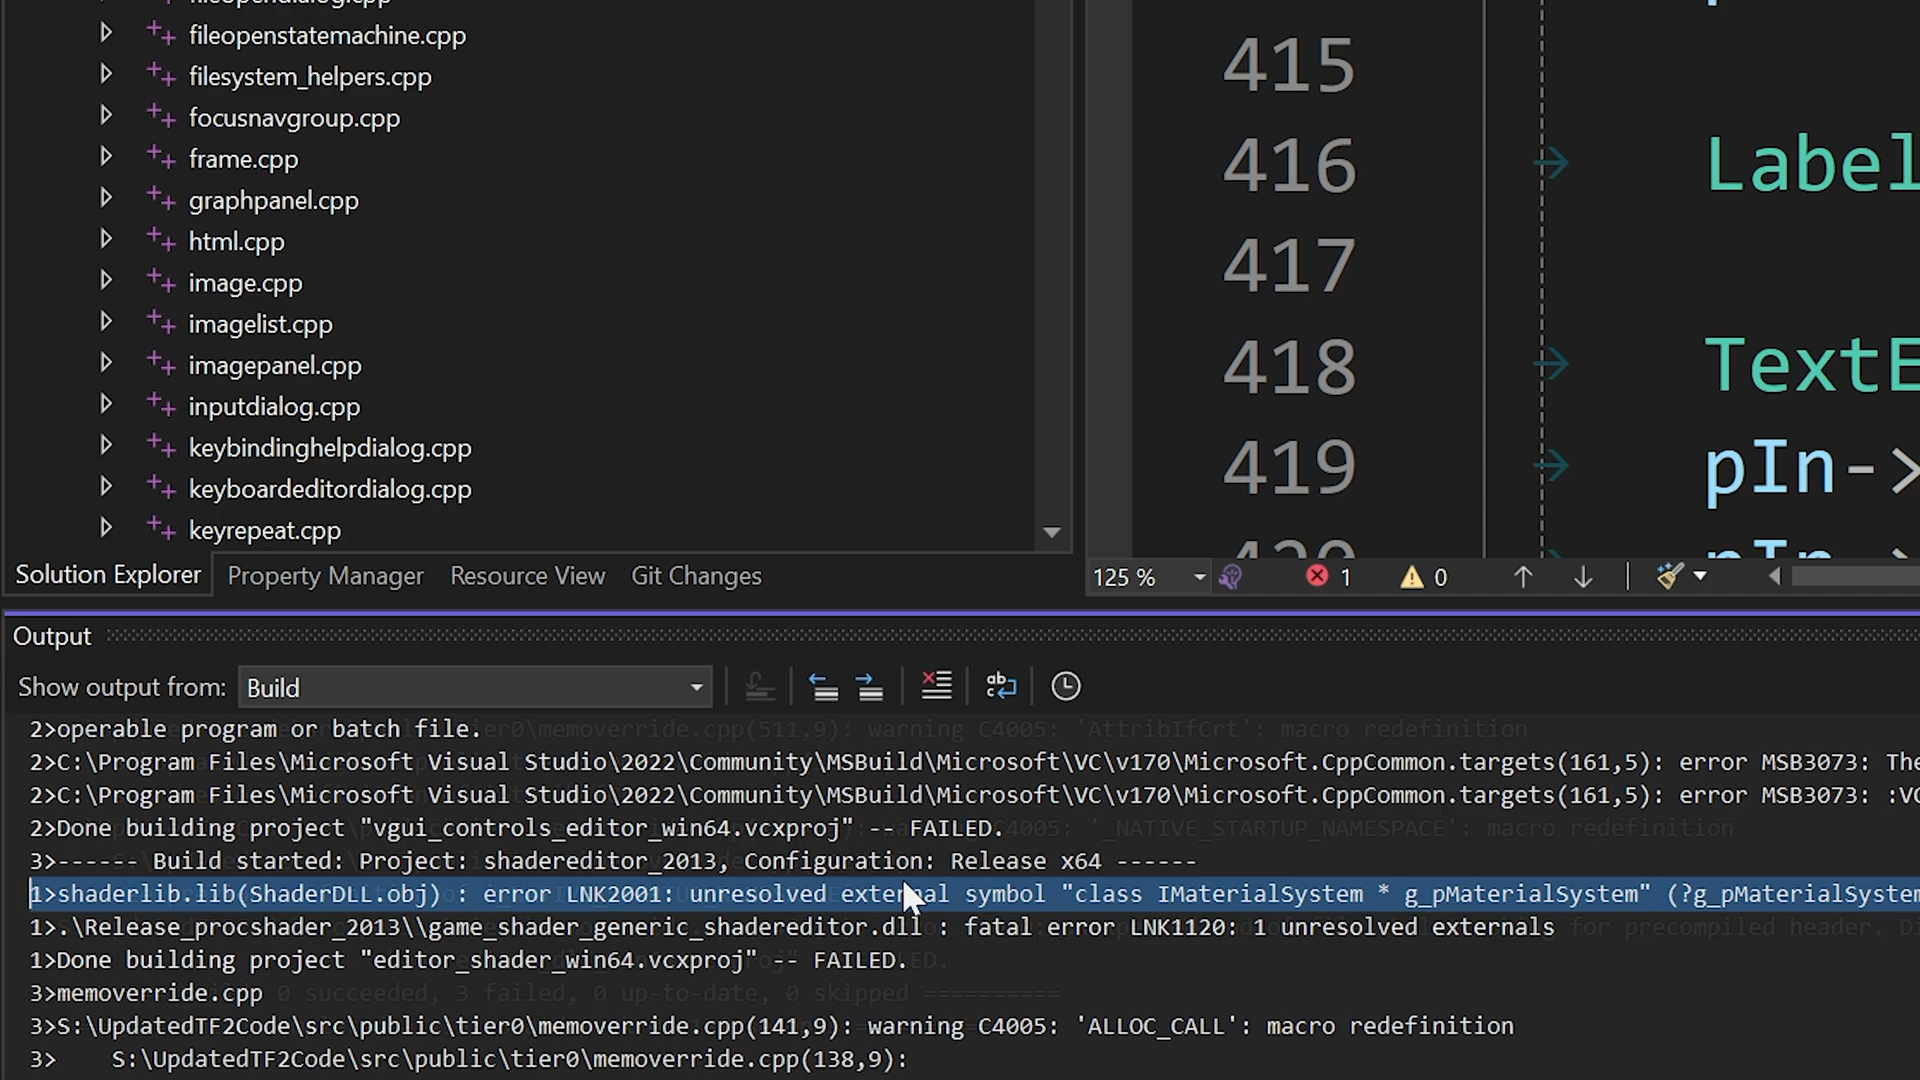 fileopendialog.cpp
fileopenstatemachine.cpp
filesystem_helpers.cpp
focusnavgroup.cpp
frame.cpp
graphpanel.cpp
html.cpp
image.cpp
imagelist.cpp
imagepanel.cpp
inputdialog.cpp
keybindinghelpdialog.cpp
keyboardeditordialog.cpp
keyrepeat.cpp
Solution Explorer Property Manager Resource View Git Changes
415
416 Label
417
418 TextE
419 pIn->
420 pIn->
125 % 1 0
Output
Show output from: Build
2>operable program or batch file.
2>C:\Program Files\Microsoft Visual Studio\2022\Community\MSBuild\Microsoft\VC\v170\Microsoft.CppCommon.targets(161,5): error MSB3073: The
2>C:\Program Files\Microsoft Visual Studio\2022\Community\MSBuild\Microsoft\VC\v170\Microsoft.CppCommon.targets(161,5): error MSB3073: :VC
2>Done building project "vgui_controls_editor_win64.vcxproj" -- FAILED.
3>------ Build started: Project: shadereditor_2013, Configuration: Release x64 ------
1>shaderlib.lib(ShaderDLL.obj) : error LNK2001: unresolved external symbol "class IMaterialSystem * g_pMaterialSystem" (?g_pMaterialSystem
1>.\Release_procshader_2013\\game_shader_generic_shadereditor.dll : fatal error LNK1120: 1 unresolved externals
1>Done building project "editor_shader_win64.vcxproj" -- FAILED.
3>memoverride.cpp
3>S:\UpdatedTF2Code\src\public\tier0\memoverride.cpp(141,9): warning C4005: 'ALLOC_CALL': macro redefinition
3> S:\UpdatedTF2Code\src\public\tier0\memoverride.cpp(138,9):